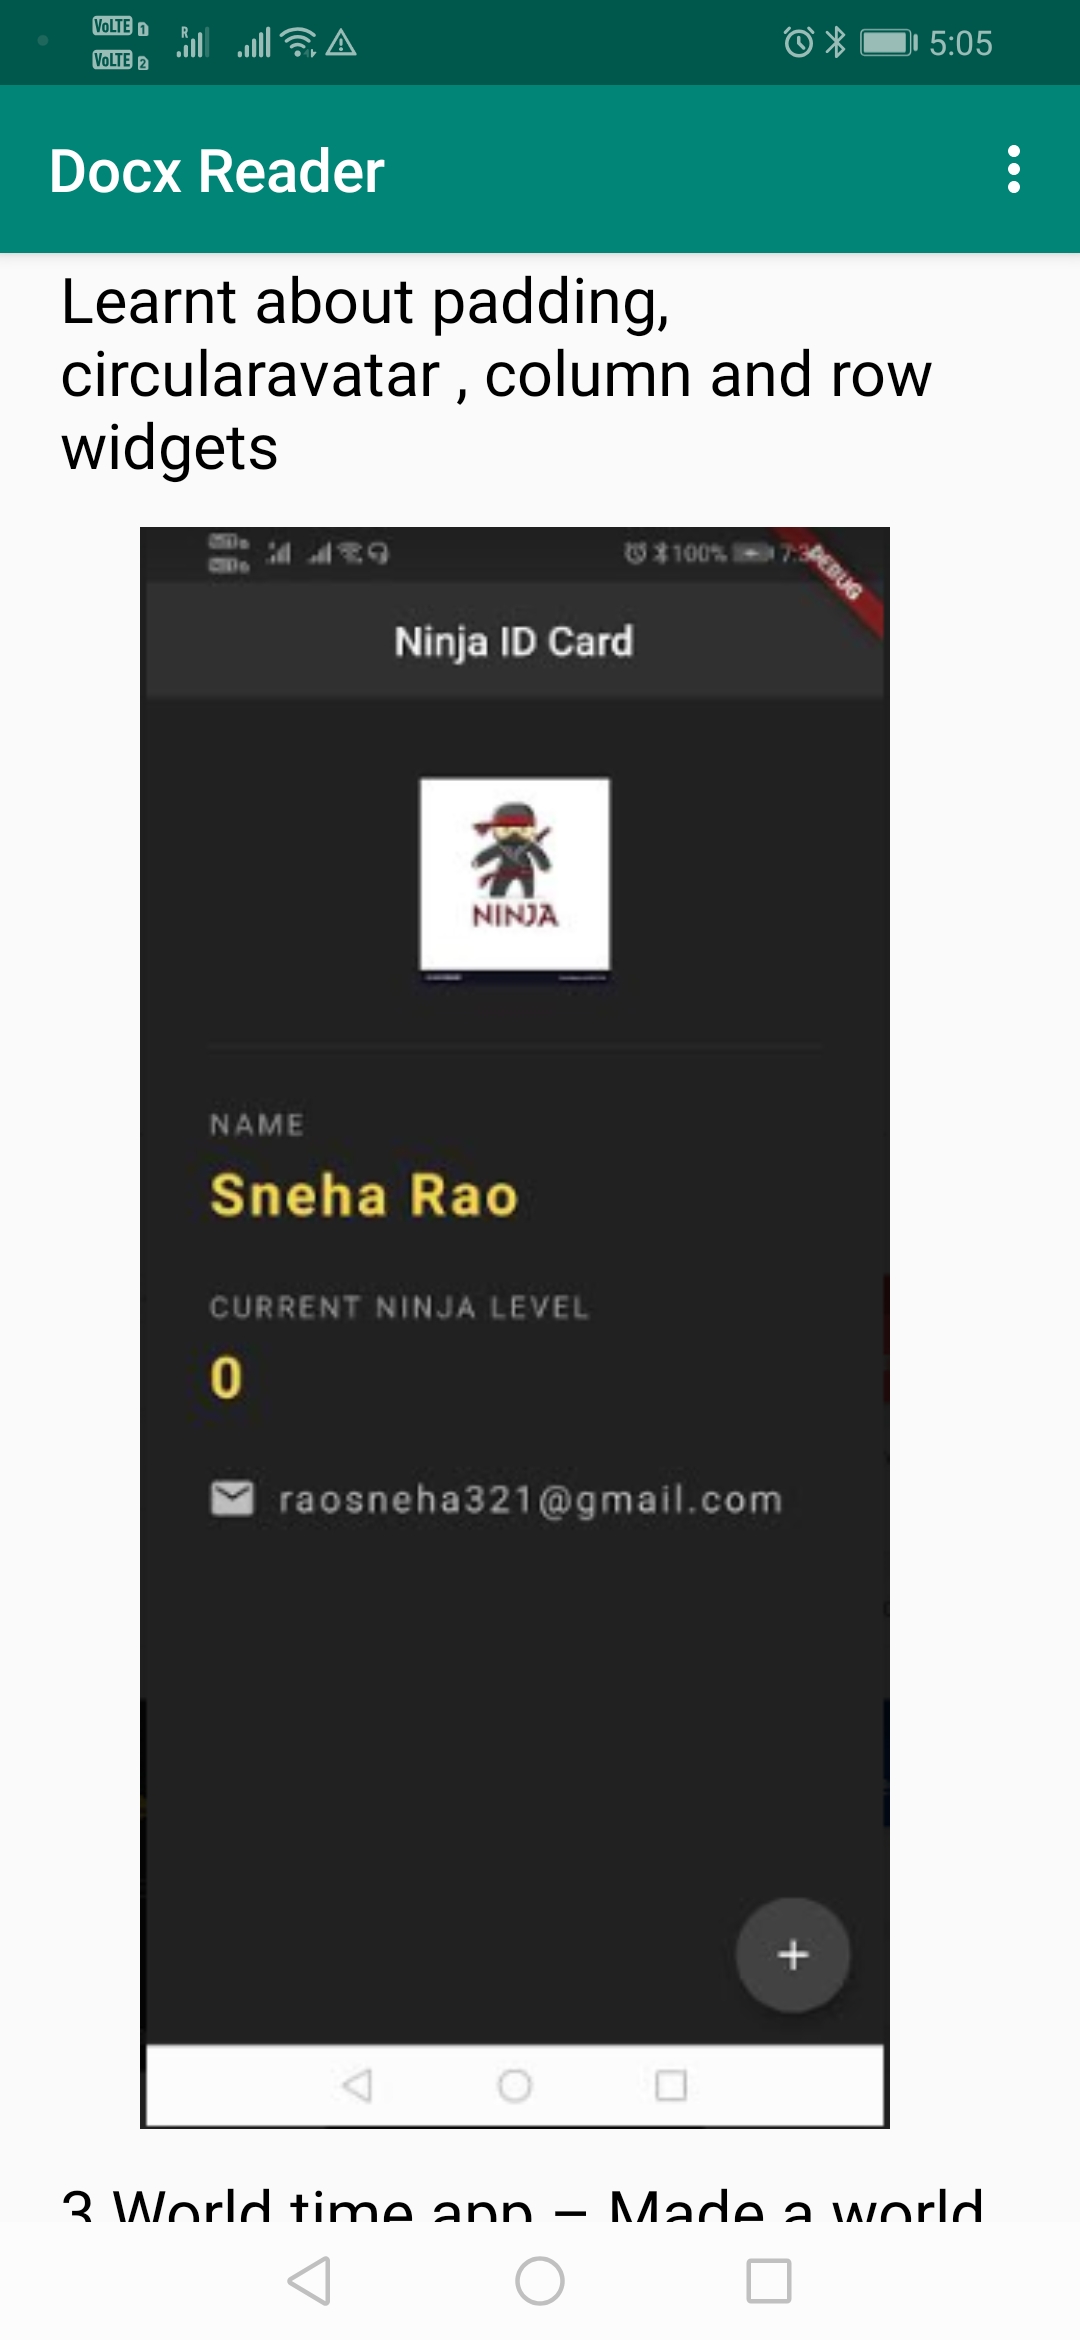 VoLTE 1
VoLTE 2
R
5:05
Docx Reader
Learnt about padding,
circularavatar , column and row
widgets
100%
DEBUG
Ninja ID Card
NINJA
NAME
Sneha Rao
CURRENT NINJA LEVEL
0
raosneha321@gmail.com
+
3 World time app – Made a world